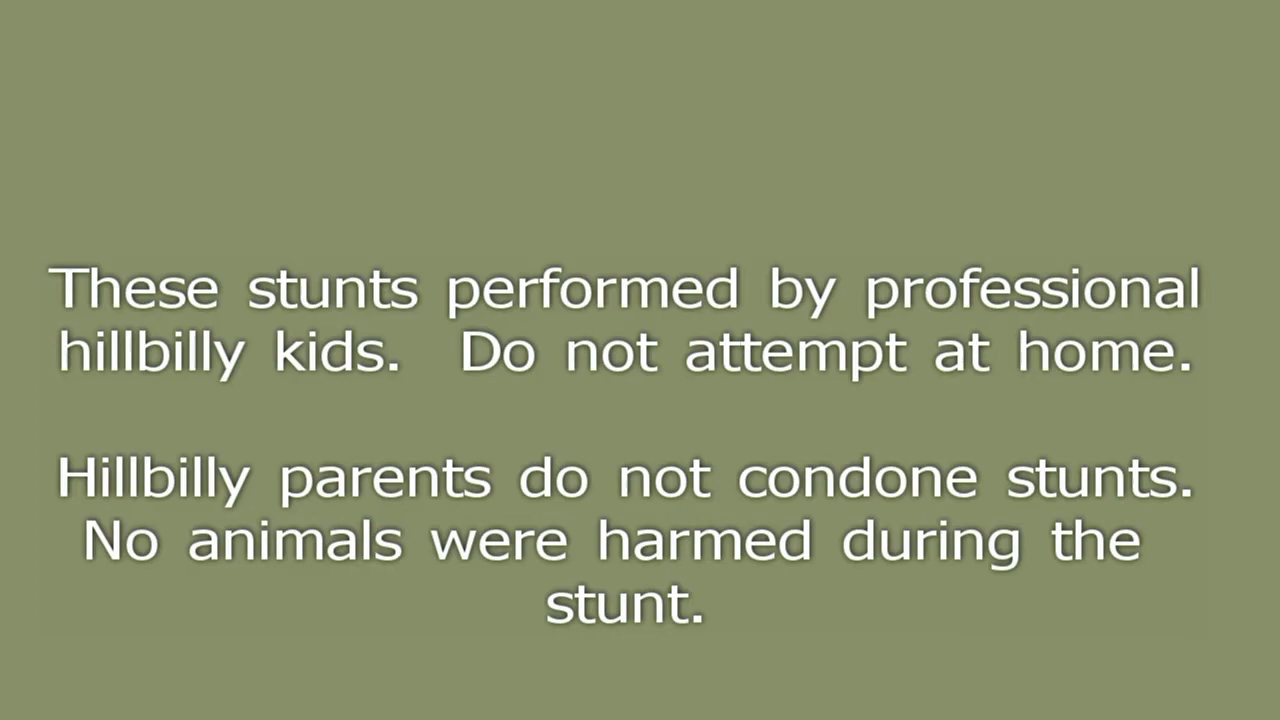 These stunts performed by professional
hillbilly kids.  Do not attempt at home.
Hillbilly parents do not condone stunts.
No animals were harmed during the
stunt.